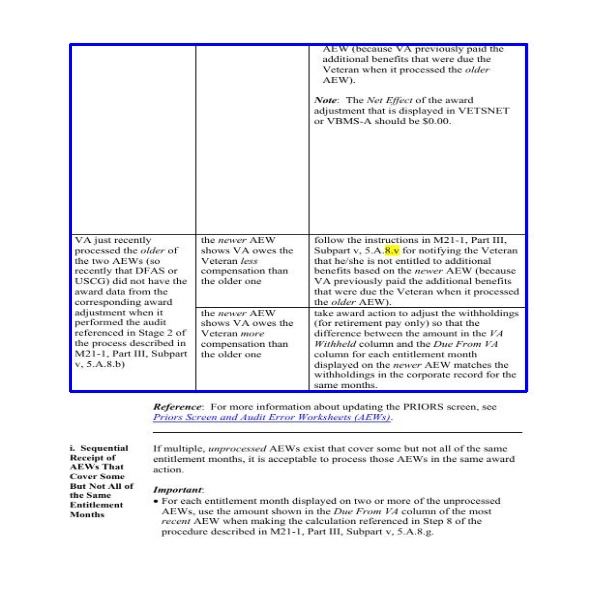 AEW (because VA previously paid the
additional benefits that were due the
Veteran when it processed the older
AEW).
Note: The Net Effect of the award
adjustment that is displayed in VETSNET
or VBMS-A should be $0.00.
VA just recently
processed the older of
the two AEWs (so
recently that DFAS or
USCG) did not have the
award data from the
corresponding award
adjustment when it
performed the audit
referenced in Stage 2 of
the process described in
M21-1, Part III, Subpart
v, 5.A.8.b)
the newer AEW
shows VA owes the
Veteran less
compensation than
the older one
follow the instructions in M21-1, Part III,
Subpart v, 5.A.8.v for notifying the Veteran
that he/she is not entitled to additional
benefits based on the newer AEW (because
VA previously paid the additional benefits
that were due the Veteran when it processed
the older AEW).
the newer AEW
shows VA owes the
Veteran more
compensation than
the older one
take award action to adjust the withholdings
(for retirement pay only) so that the
difference between the amount in the VA
Withheld column and the Due From VA
column for each entitlement month
displayed on the newer AEW matches the
withholdings in the corporate record for the
same months.
Reference: For more information about updating the PRIORS screen, see
Priors Screen and Audit Error Worksheets (AEWs).
i. Sequential
Receipt of
AEWs That
Cover Some
But Not All of
the Same
Entitlement
Months
If multiple, unprocessed AEWs exist that cover some but not all of the same
entitlement months, it is acceptable to process those AEWs in the same award
action.
Important:
• For each entitlement month displayed on two or more of the unprocessed
AEWs, use the amount shown in the Due From VA column of the most
recent AEW when making the calculation referenced in Step 8 of the
procedure described in M21-1, Part III, Subpart v, 5.A.8.g.